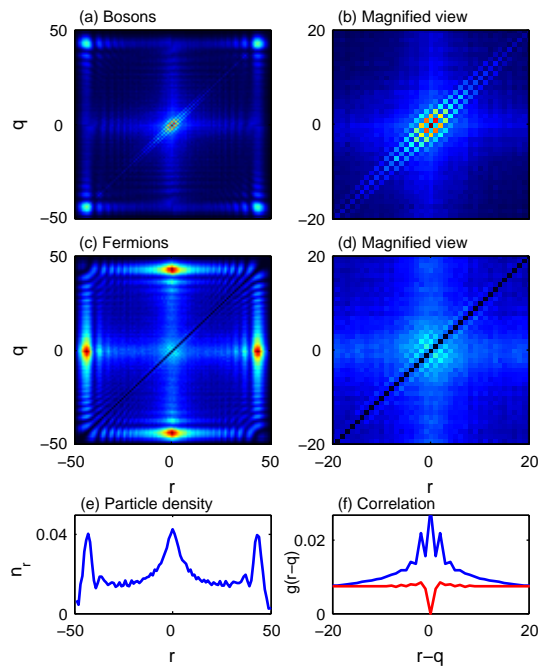 (a) Bosons
(b) Magnified view
50
0
−50
q
20
0
−20
q
(c) Fermions
(d) Magnified view
50
0
−50
q
−50
0
50
r
20
0
−20
−20
0
20
r
(e) Particle density
(f) Correlation
0.04
0
n_r
−50
0
50
r
0.02
0
g(r−q)
−20
0
20
r−q